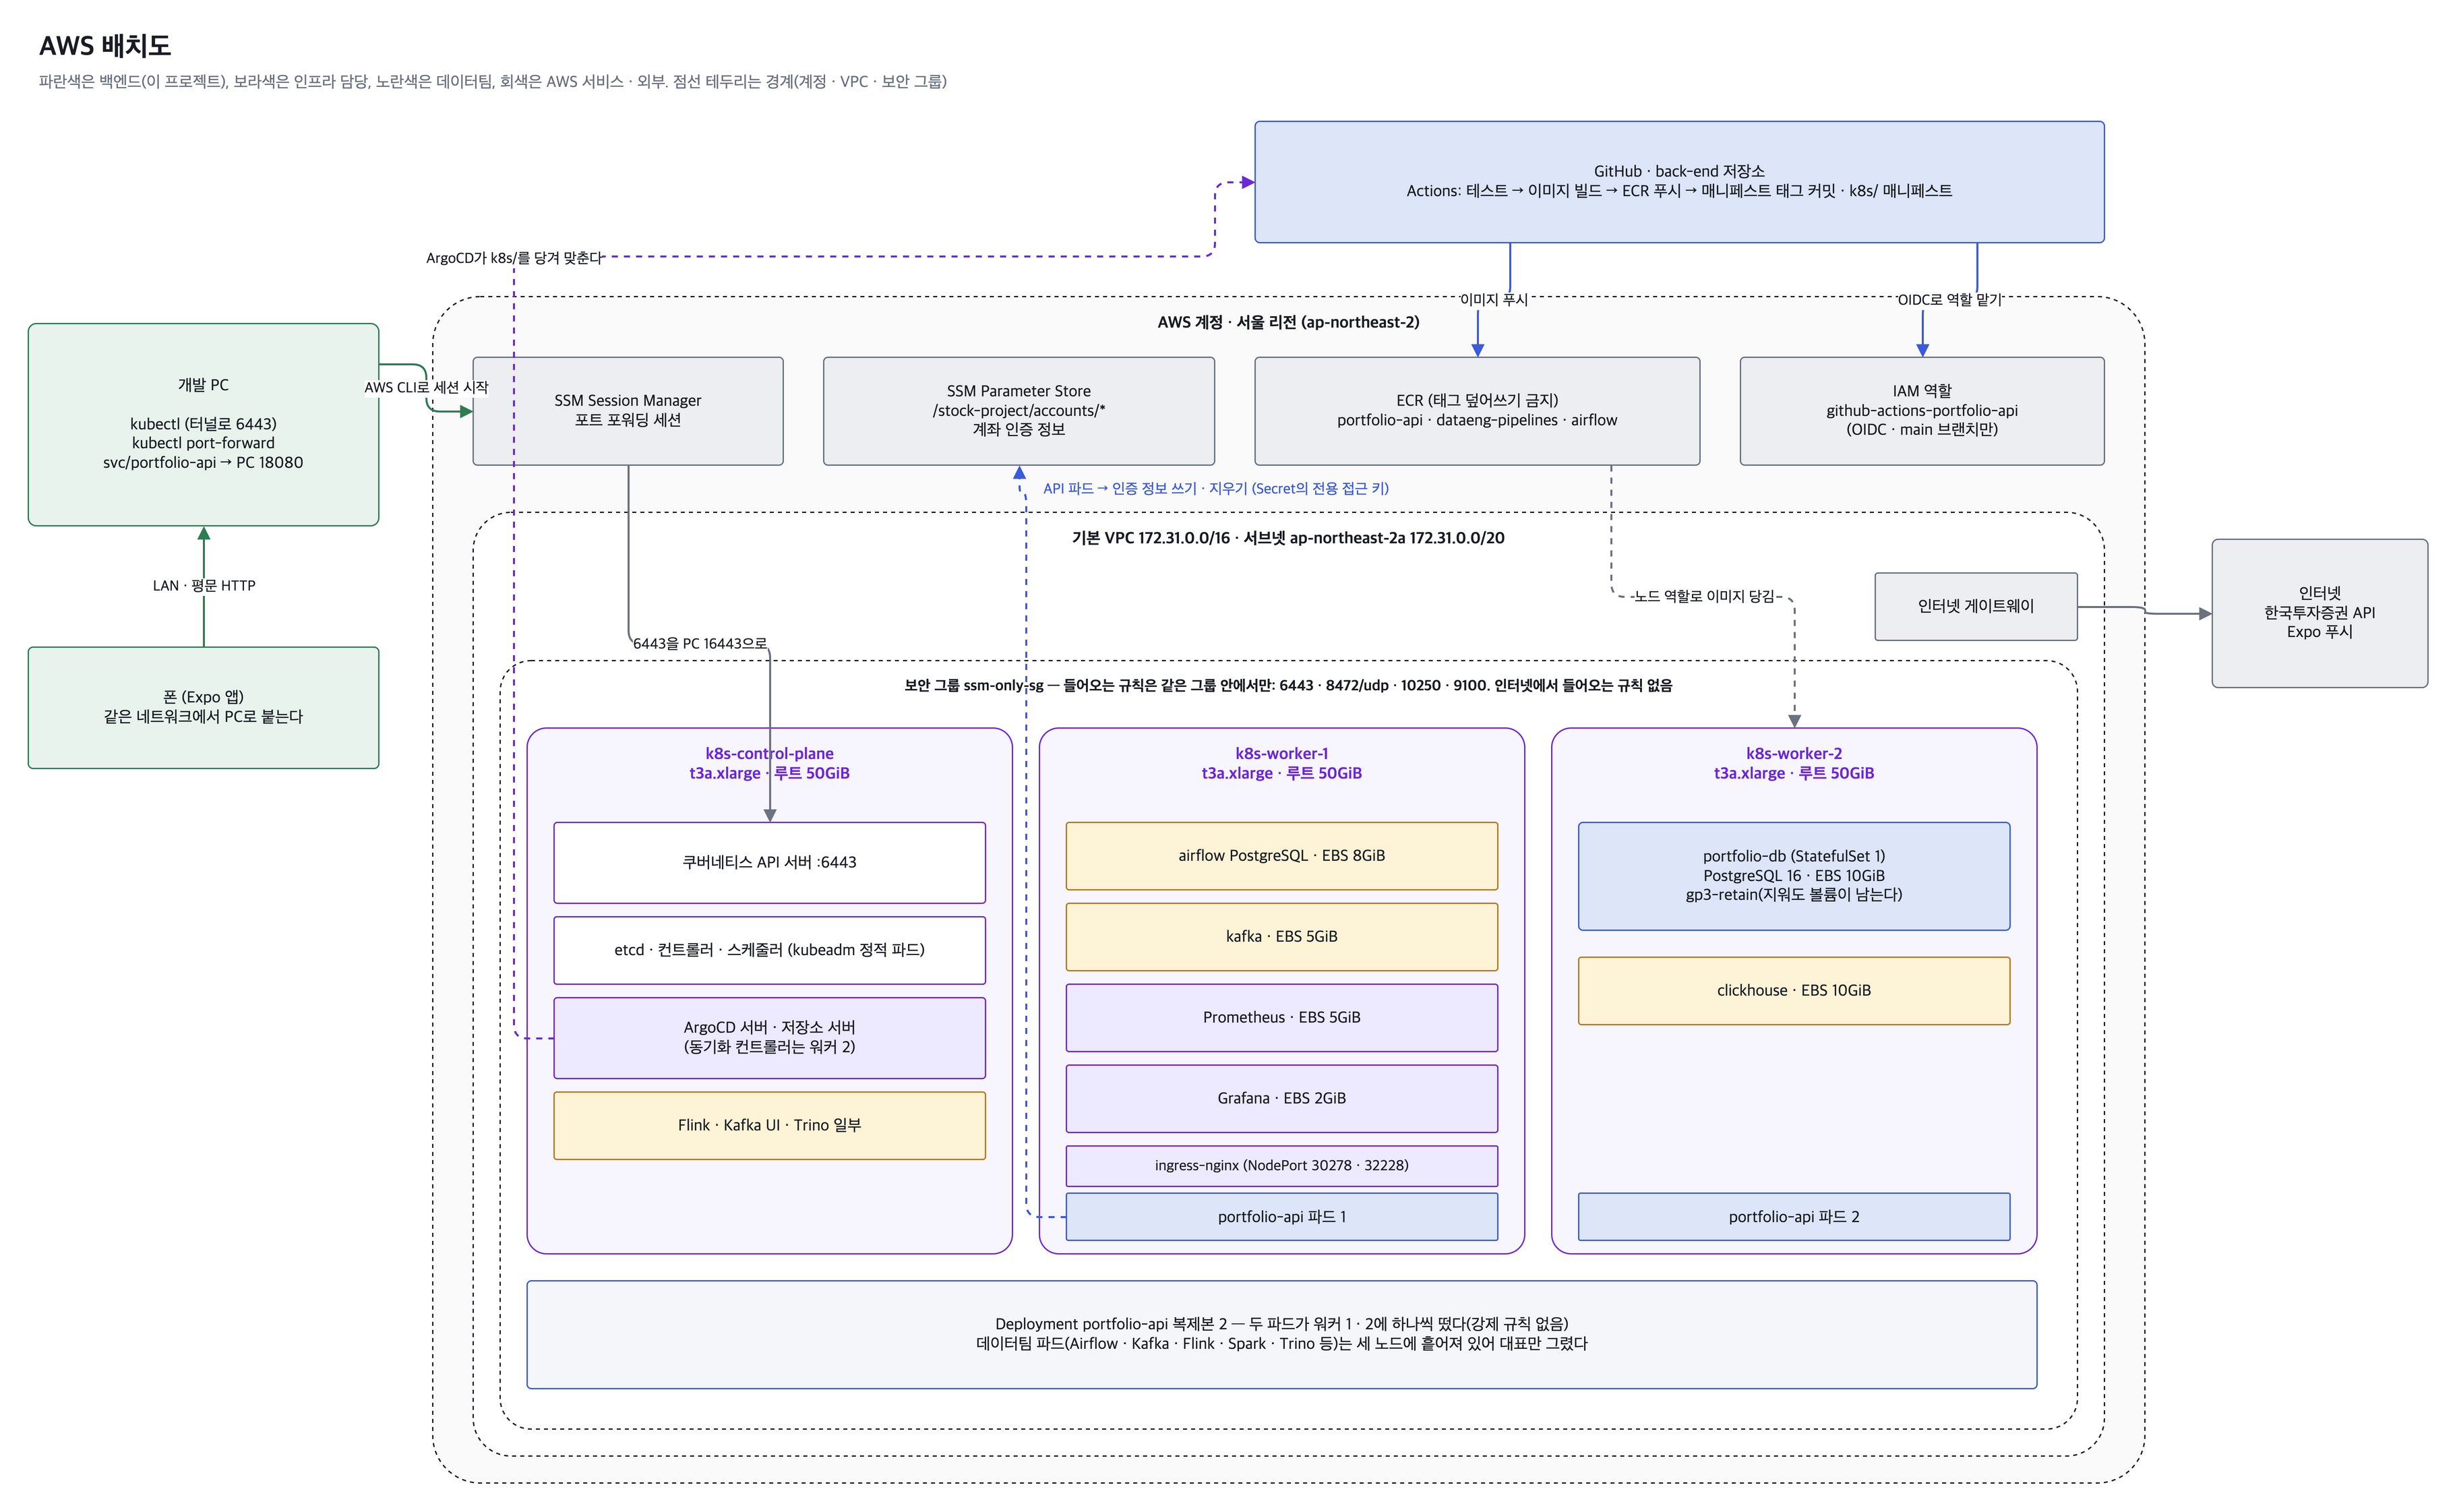 AWS 배치도
파란색은 백엔드(이 프로젝트), 보라색은 인프라 담당, 노란색은 데이터팀, 회색은 AWS 서비스 · 외부. 점선 테두리는 경계(계정 · VPC · 보안 그룹)
GitHub · back-end 저장소
Actions: 테스트 → 이미지 빌드 → ECR 푸시 → 매니페스트 태그 커밋 · k8s/ 매니페스트
ArgoCD가 k8s/를 당겨 맞춘다
이미지 푸시
OIDC로 역할 맡기
AWS 계정 · 서울 리전 (ap-northeast-2)
개발 PC
kubectl (터널로 6443)
kubectl port-forward
svc/portfolio-api → PC 18080
AWS CLI로 세션 시작
SSM Session Manager
포트 포워딩 세션
SSM Parameter Store
/stock-project/accounts/*
계좌 인증 정보
ECR (태그 덮어쓰기 금지)
portfolio-api · dataeng-pipelines · airflow
IAM 역할
github-actions-portfolio-api
(OIDC · main 브랜치만)
API 파드 → 인증 정보 쓰기 · 지우기 (Secret의 전용 접근 키)
기본 VPC 172.31.0.0/16 · 서브넷 ap-northeast-2a 172.31.0.0/20
LAN · 평문 HTTP
노드 역할로 이미지 당김
인터넷 게이트웨이
인터넷
한국투자증권 API
Expo 푸시
6443을 PC 16443으로
폰 (Expo 앱)
같은 네트워크에서 PC로 붙는다
보안 그룹 ssm-only-sg — 들어오는 규칙은 같은 그룹 안에서만: 6443 · 8472/udp · 10250 · 9100. 인터넷에서 들어오는 규칙 없음
k8s-control-plane
t3a.xlarge · 루트 50GiB
쿠버네티스 API 서버 :6443
etcd · 컨트롤러 · 스케줄러 (kubeadm 정적 파드)
ArgoCD 서버 · 저장소 서버
(동기화 컨트롤러는 워커 2)
Flink · Kafka UI · Trino 일부
k8s-worker-1
t3a.xlarge · 루트 50GiB
airflow PostgreSQL · EBS 8GiB
kafka · EBS 5GiB
Prometheus · EBS 5GiB
Grafana · EBS 2GiB
ingress-nginx (NodePort 30278 · 32228)
portfolio-api 파드 1
k8s-worker-2
t3a.xlarge · 루트 50GiB
portfolio-db (StatefulSet 1)
PostgreSQL 16 · EBS 10GiB
gp3-retain(지워도 볼륨이 남는다)
clickhouse · EBS 10GiB
portfolio-api 파드 2
Deployment portfolio-api 복제본 2 — 두 파드가 워커 1 · 2에 하나씩 떴다(강제 규칙 없음)
데이터팀 파드(Airflow · Kafka · Flink · Spark · Trino 등)는 세 노드에 흩어져 있어 대표만 그렸다